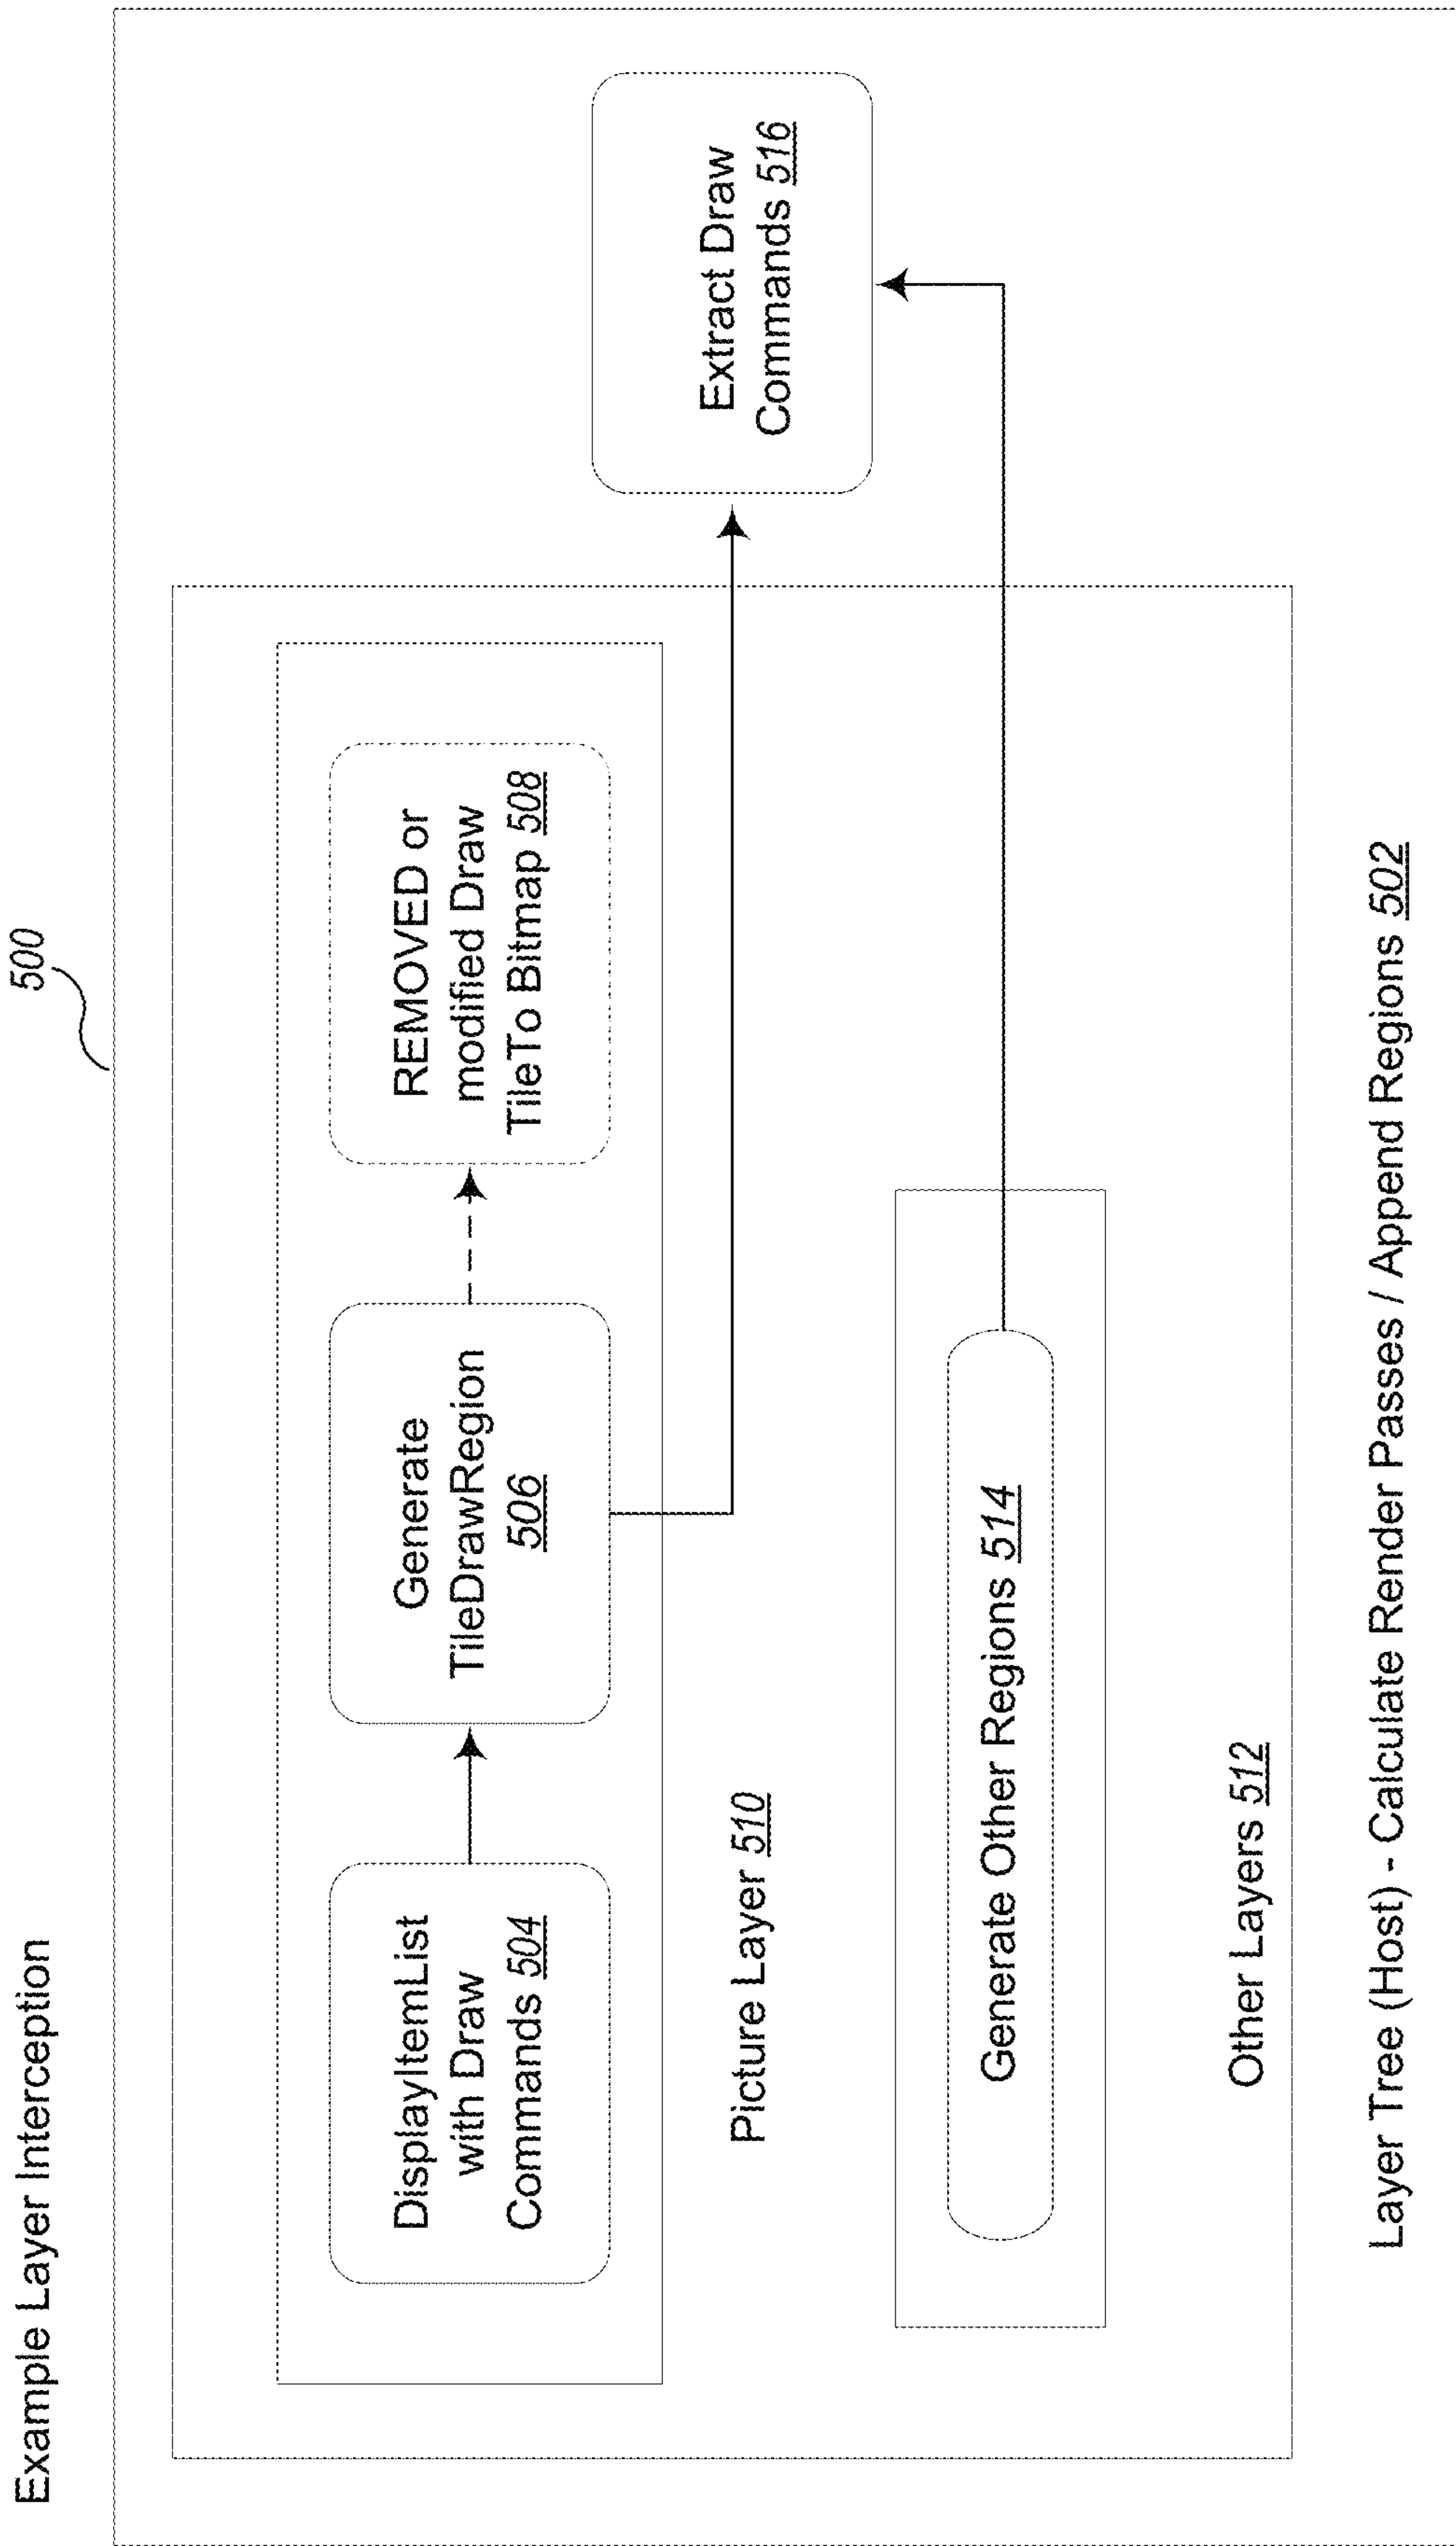 Example Layer Interception
500
DisplayItemList
with Draw
Commands 504
Generate
TileDrawRegion
506
REMOVED or
modified Draw
TileTo Bitmap 508
Picture Layer 510
Extract Draw
Commands 516
Generate Other Regions 514
Other Layers 512
Layer Tree (Host) - Calculate Render Passes / Append Regions 502